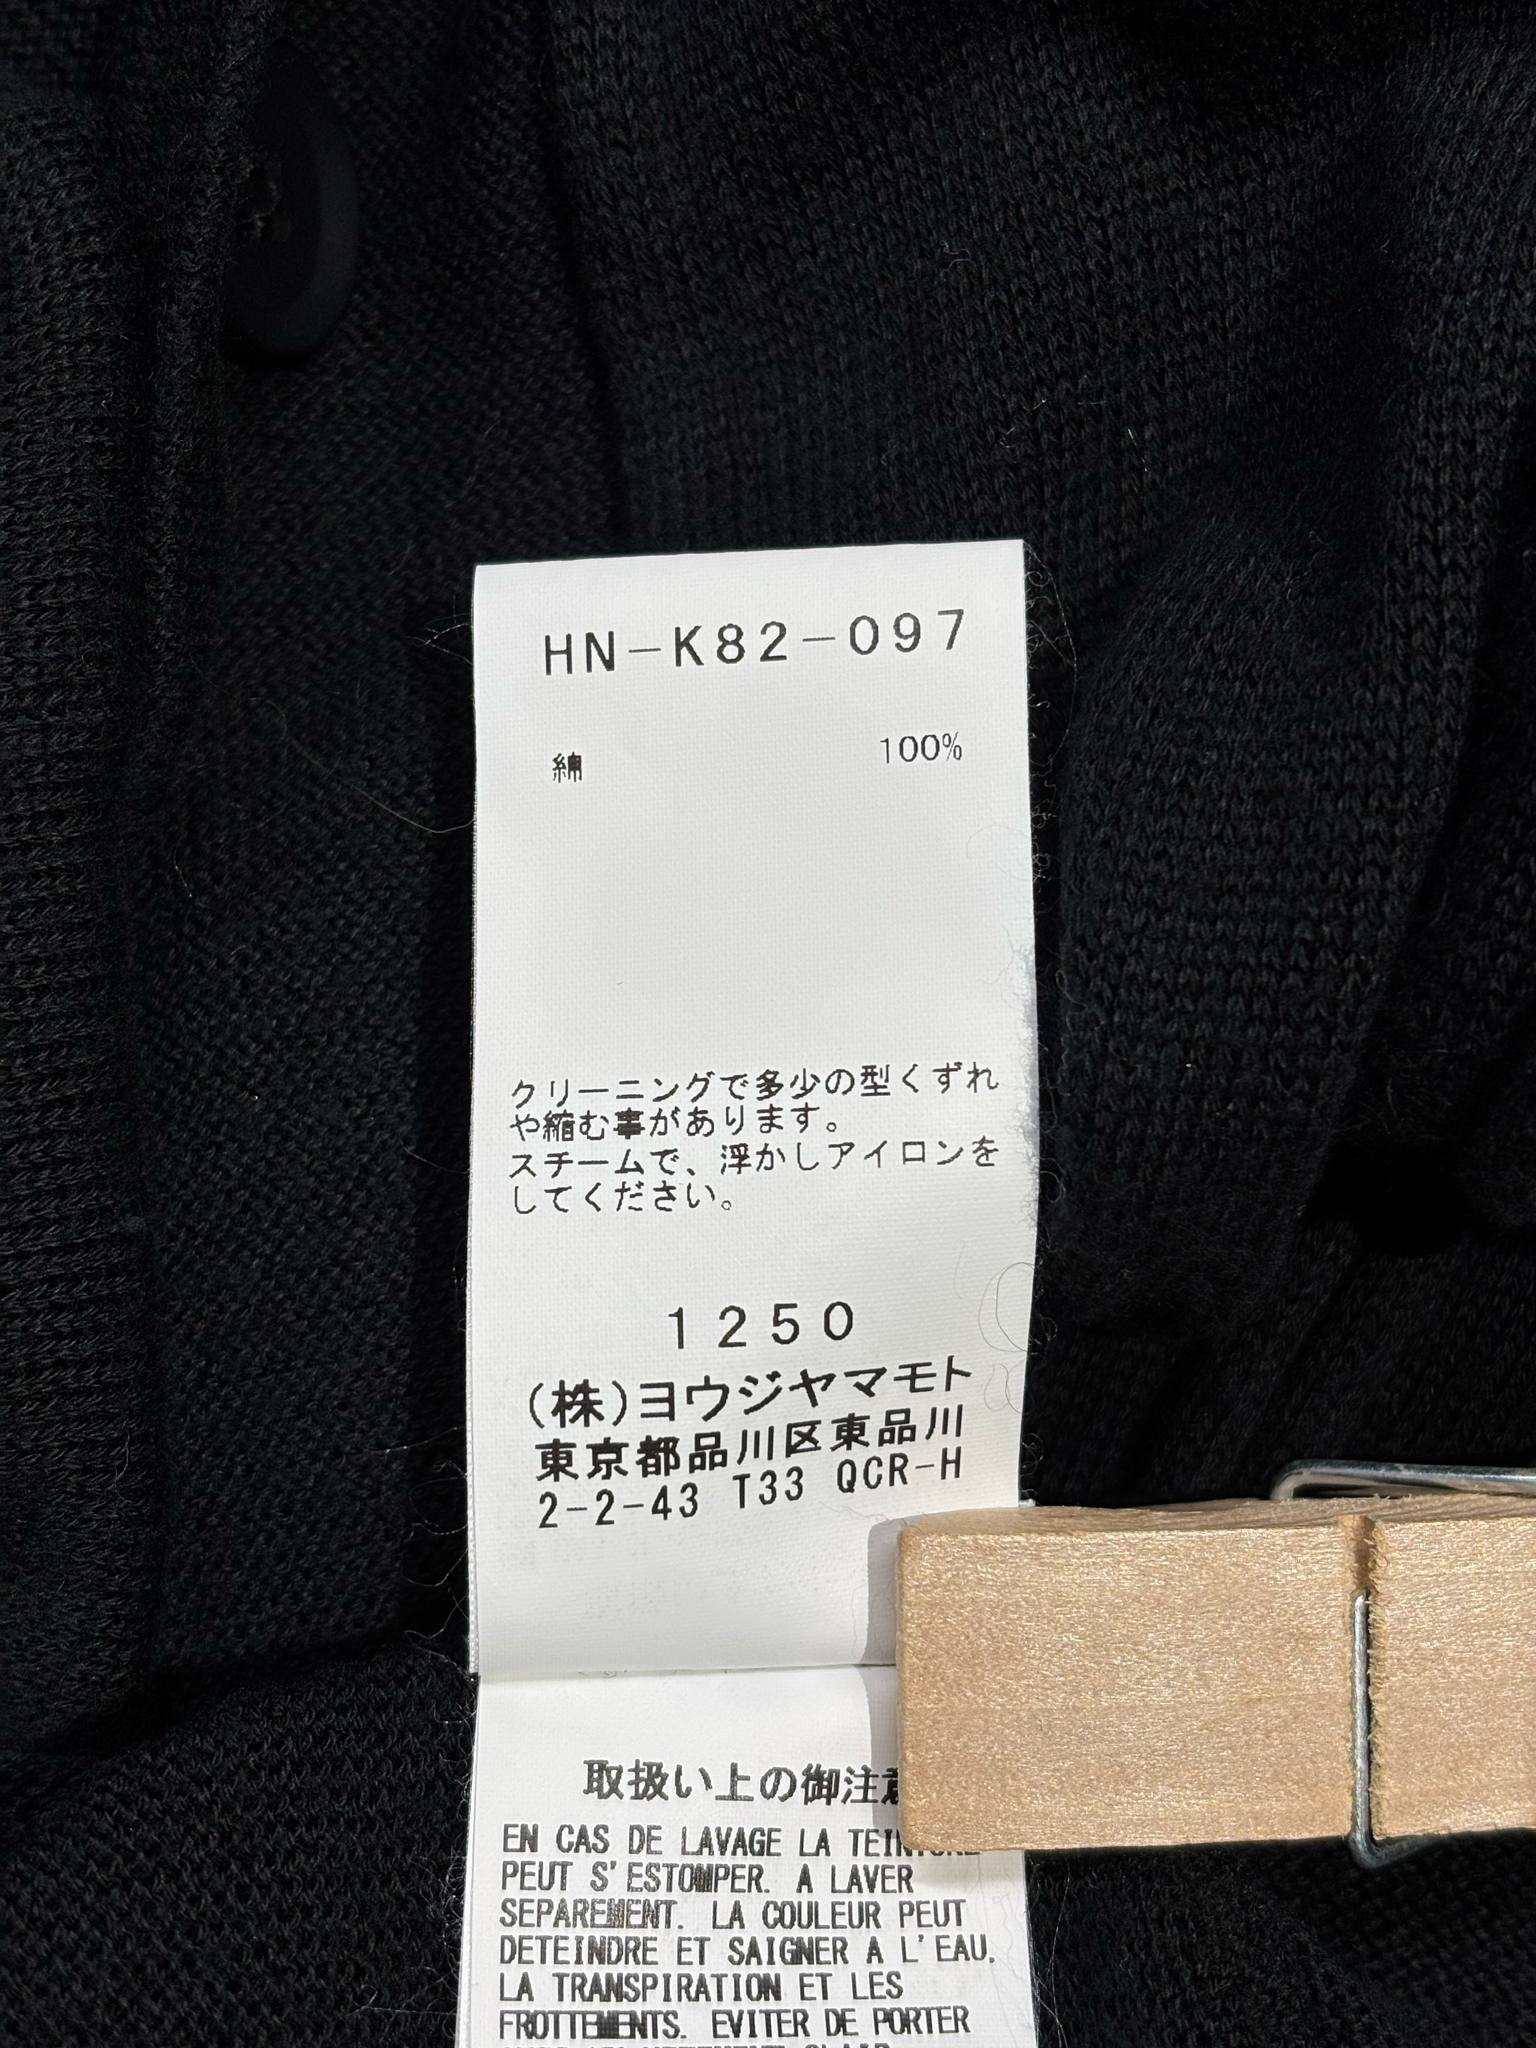 HN-K82-097
綿 100%
クリーニングで多少の型くずれ
や縮む事があります。
スチームで、浮かしアイロンを
してください。
1250
(株)ヨウジヤマモト
東京都品川区東品川
2-2-43 T33 QCR-H
取扱い上の御注意
EN CAS DE LAVAGE LA
PEUT S'ESTOMPER. A LAVER
SEPAREMENT. LA COULEUR PEUT
DETEINDRE ET SAIGNER A L'EAU.
LA TRANSPIRATION ET LES
FROTTEMENTS. EVITER DE PORTER